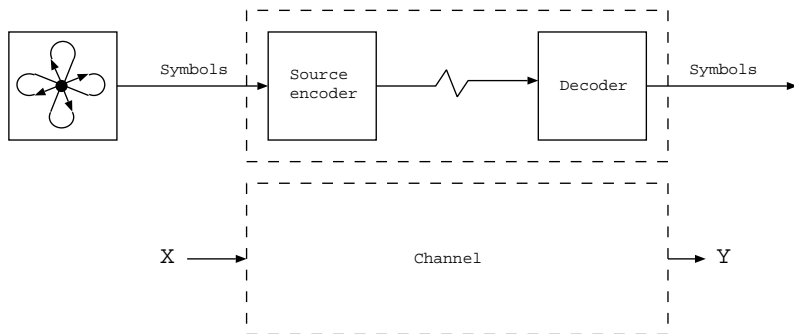 Symbols
Source
encoder
Decoder
Symbols
X
Channel
Y